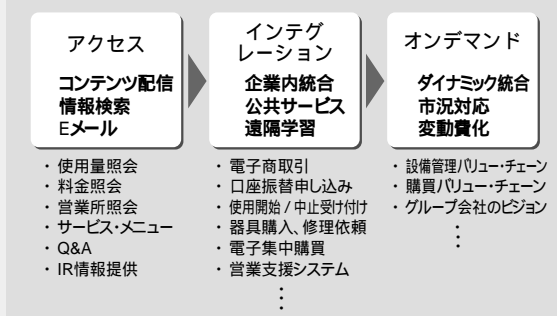 アクセス
コンテンツ配信
情報検索
Eメール
・使用量照会
・料金照会
・営業所照会
・サービス・メニュー
・Q&A
・IR情報提供
インテグ
レーション
企業内統合
公共サービス
遠隔学習
・電子商取引
・口座振替申し込み
・使用開始/中止受け付け
・器具購入、修理依頼
・電子集中購買
・営業支援システム
⋮
オンデマンド
ダイナミック統合
市況対応
変動費化
・設備管理バリュー・チェーン
・購買バリュー・チェーン
・グループ会社のビジョン
⋮